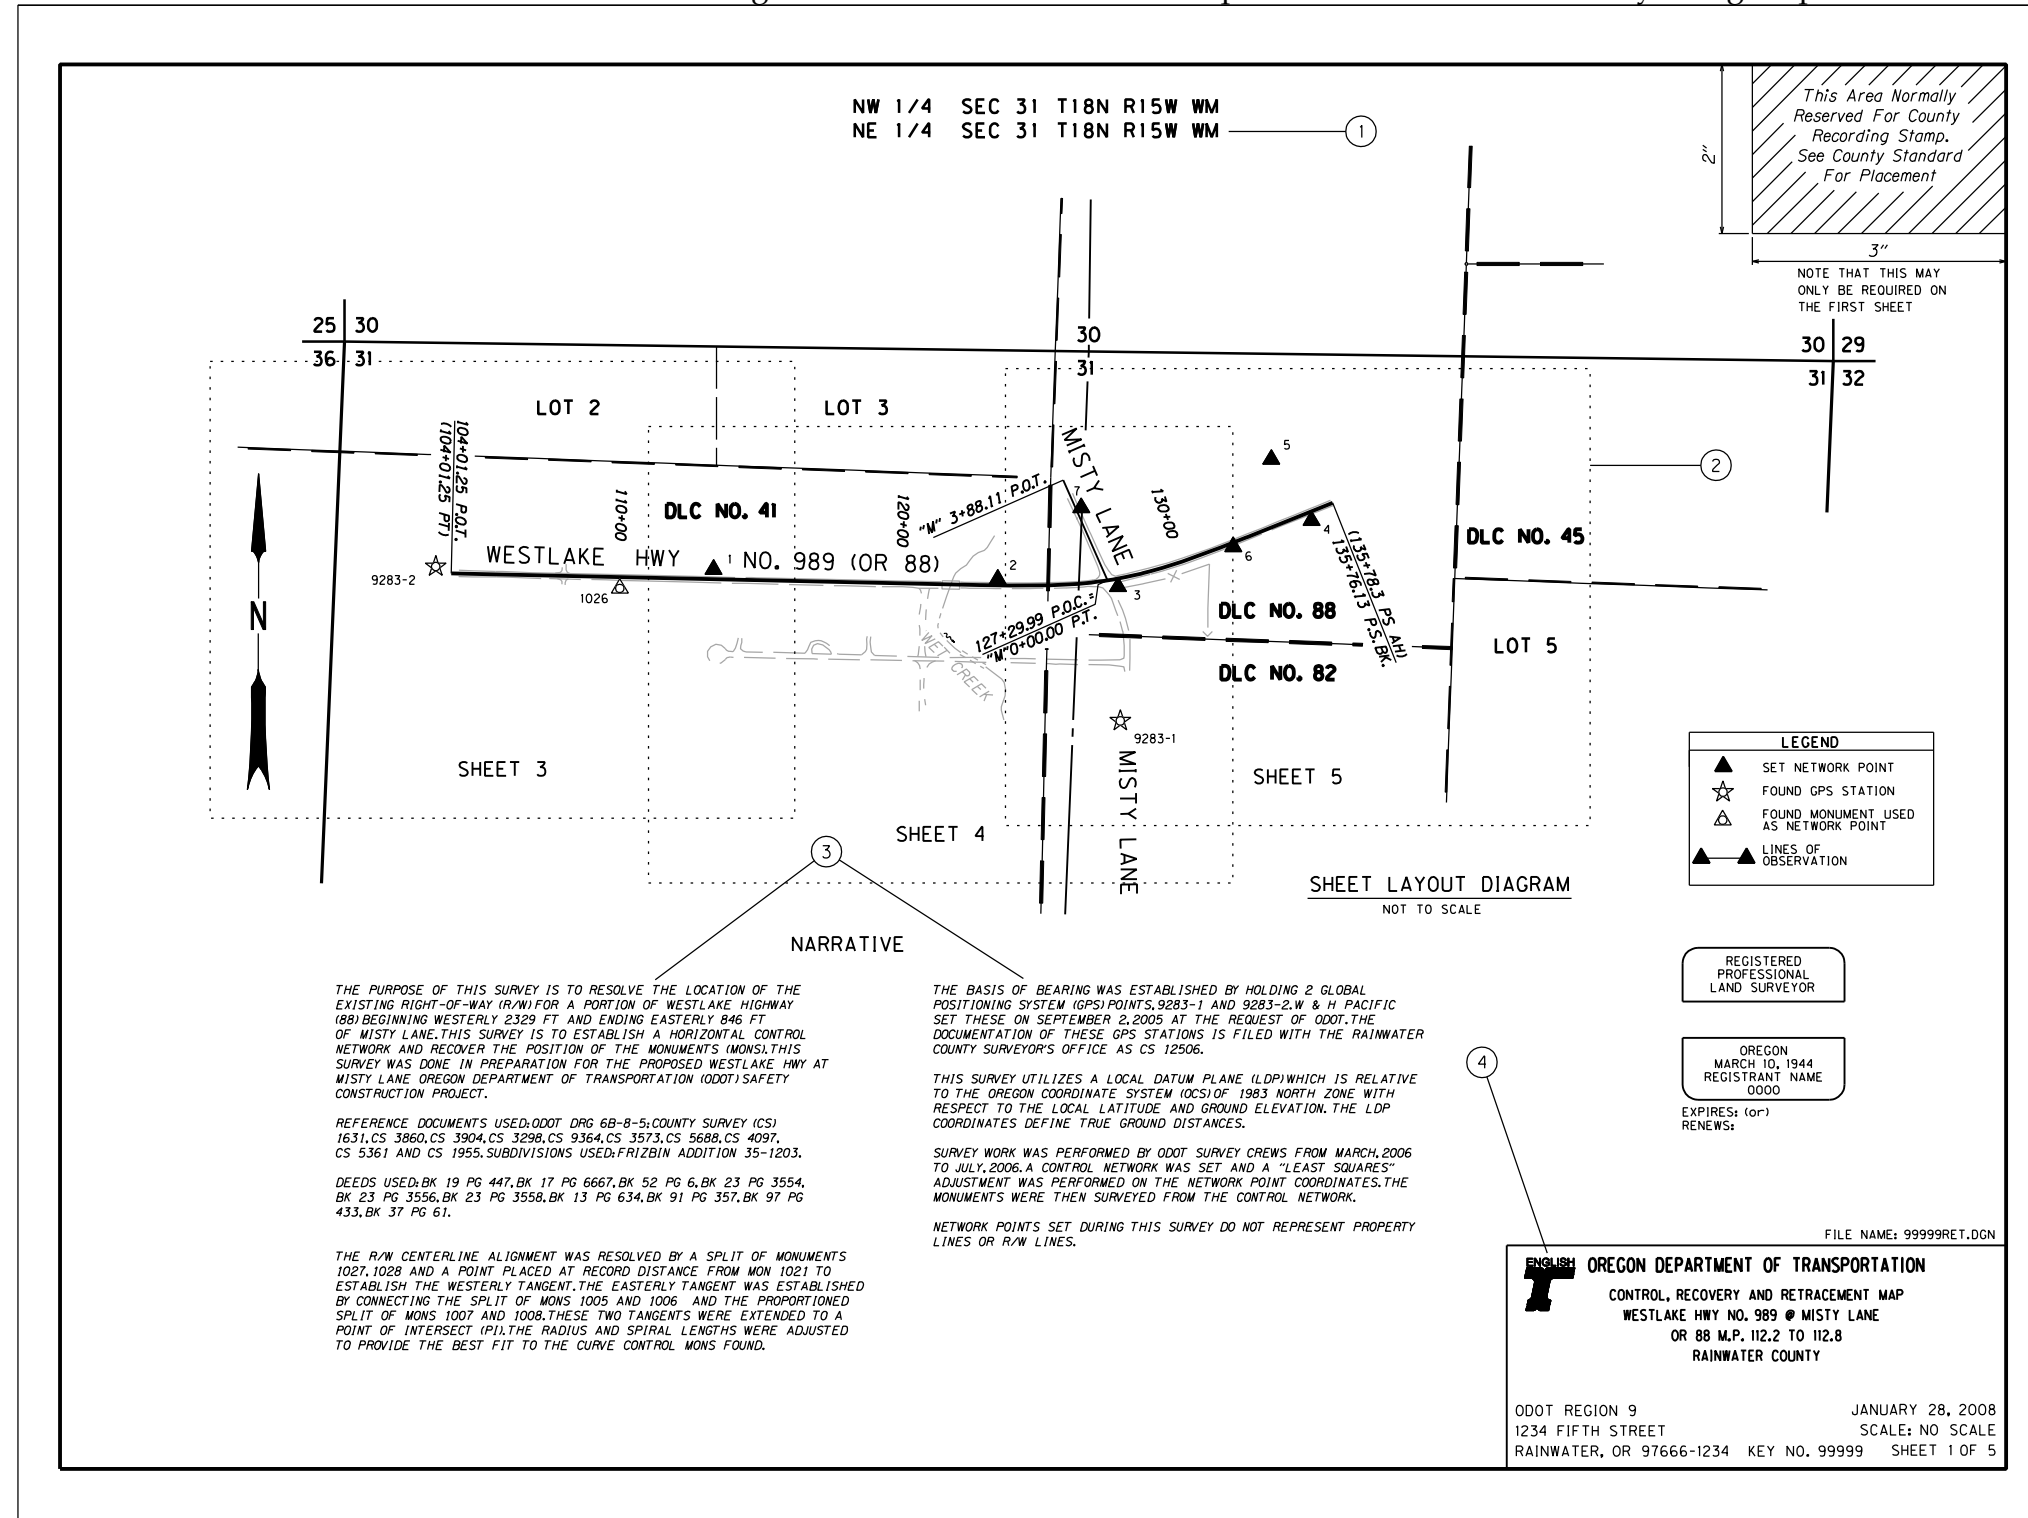 NW 1/4 SEC 31 T18N R15W WM
NE 1/4 SEC 31 T18N R15W WM
1
This Area Normally
Reserved For County
Recording Stamp.
See County Standard
For Placement
2"
3"
NOTE THAT THIS MAY
ONLY BE REQUIRED ON
THE FIRST SHEET
25 30
36 31
30
31
30 29
31 32
LOT 2
LOT 3
104+01.25 P.O.T.
(104+01.25 PT)
110+00
DLC NO. 41
120+00
"M" 3+88.11 P.O.T.
MISTY LANE
130+00
5
7
2
DLC NO. 45
4
6
(135+78.3 PS AH)
135+76.13 P.S.BK.
WESTLAKE HWY NO. 989 (OR 88)
1
2
9283-2
1026
3
127+29.99 P.O.C.=
"M"0+00.00 P.T.
DLC NO. 88
WET CREEK
LOT 5
DLC NO. 82
N
9283-1
MISTY LANE
SHEET 3
SHEET 4
SHEET 5
LEGEND
SET NETWORK POINT
FOUND GPS STATION
FOUND MONUMENT USED
AS NETWORK POINT
LINES OF
OBSERVATION
3
SHEET LAYOUT DIAGRAM
NOT TO SCALE
NARRATIVE
THE PURPOSE OF THIS SURVEY IS TO RESOLVE THE LOCATION OF THE
EXISTING RIGHT-OF-WAY (R/W) FOR A PORTION OF WESTLAKE HIGHWAY
(88) BEGINNING WESTERLY 2329 FT AND ENDING EASTERLY 846 FT
OF MISTY LANE. THIS SURVEY IS TO ESTABLISH A HORIZONTAL CONTROL
NETWORK AND RECOVER THE POSITION OF THE MONUMENTS (MONS). THIS
SURVEY WAS DONE IN PREPARATION FOR THE PROPOSED WESTLAKE HWY AT
MISTY LANE OREGON DEPARTMENT OF TRANSPORTATION (ODOT) SAFETY
CONSTRUCTION PROJECT.
REFERENCE DOCUMENTS USED: ODOT DRG 6B-8-5; COUNTY SURVEY (CS)
1631, CS 3860, CS 3904, CS 3298, CS 9364, CS 3573, CS 5688, CS 4097,
CS 5361 AND CS 1955. SUBDIVISIONS USED: FRIZBIN ADDITION 35-1203.
DEEDS USED: BK 19 PG 447, BK 17 PG 6667, BK 52 PG 6, BK 23 PG 3554,
BK 23 PG 3556, BK 23 PG 3558, BK 13 PG 634, BK 91 PG 357, BK 97 PG
433, BK 37 PG 61.
THE R/W CENTERLINE ALIGNMENT WAS RESOLVED BY A SPLIT OF MONUMENTS
1027, 1028 AND A POINT PLACED AT RECORD DISTANCE FROM MON 1021 TO
ESTABLISH THE WESTERLY TANGENT. THE EASTERLY TANGENT WAS ESTABLISHED
BY CONNECTING THE SPLIT OF MONS 1005 AND 1006 AND THE PROPORTIONED
SPLIT OF MONS 1007 AND 1008. THESE TWO TANGENTS WERE EXTENDED TO A
POINT OF INTERSECT (PI). THE RADIUS AND SPIRAL LENGTHS WERE ADJUSTED
TO PROVIDE THE BEST FIT TO THE CURVE CONTROL MONS FOUND.
THE BASIS OF BEARING WAS ESTABLISHED BY HOLDING 2 GLOBAL
POSITIONING SYSTEM (GPS) POINTS, 9283-1 AND 9283-2. W & H PACIFIC
SET THESE ON SEPTEMBER 2, 2005 AT THE REQUEST OF ODOT. THE
DOCUMENTATION OF THESE GPS STATIONS IS FILED WITH THE RAINWATER
COUNTY SURVEYOR'S OFFICE AS CS 12506.
THIS SURVEY UTILIZES A LOCAL DATUM PLANE (LDP) WHICH IS RELATIVE
TO THE OREGON COORDINATE SYSTEM (OCS) OF 1983 NORTH ZONE WITH
RESPECT TO THE LOCAL LATITUDE AND GROUND ELEVATION. THE LDP
COORDINATES DEFINE TRUE GROUND DISTANCES.
SURVEY WORK WAS PERFORMED BY ODOT SURVEY CREWS FROM MARCH, 2006
TO JULY, 2006. A CONTROL NETWORK WAS SET AND A "LEAST SQUARES"
ADJUSTMENT WAS PERFORMED ON THE NETWORK POINT COORDINATES. THE
MONUMENTS WERE THEN SURVEYED FROM THE CONTROL NETWORK.
NETWORK POINTS SET DURING THIS SURVEY DO NOT REPRESENT PROPERTY
LINES OR R/W LINES.
REGISTERED
PROFESSIONAL
LAND SURVEYOR
OREGON
MARCH 10, 1944
REGISTRANT NAME
0000
EXPIRES: (or)
RENEWS:
4
FILE NAME: 99999RET.DGN
ENGLISH
OREGON DEPARTMENT OF TRANSPORTATION
CONTROL, RECOVERY AND RETRACEMENT MAP
WESTLAKE HWY NO. 989 @ MISTY LANE
OR 88 M.P. 112.2 TO 112.8
RAINWATER COUNTY
ODOT REGION 9
JANUARY 28, 2008
1234 FIFTH STREET
SCALE: NO SCALE
RAINWATER, OR 97666-1234 KEY NO. 99999 SHEET 1 OF 5